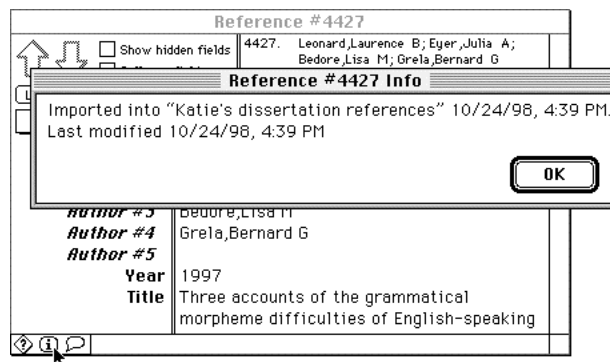 Reference #4427
Show hidden fields
4427. Leonard,Laurence B; Eyer,Julia A;
Bedore,Lisa M; Grela,Bernard G
Reference #4427 Info
Imported into “Katie's dissertation references” 10/24/98, 4:39 PM.
Last modified 10/24/98, 4:39 PM
OK
Author #3 Bedore,Lisa M
Author #4 Grela,Bernard G
Author #5
Year 1997
Title Three accounts of the grammatical
morpheme difficulties of English-speaking